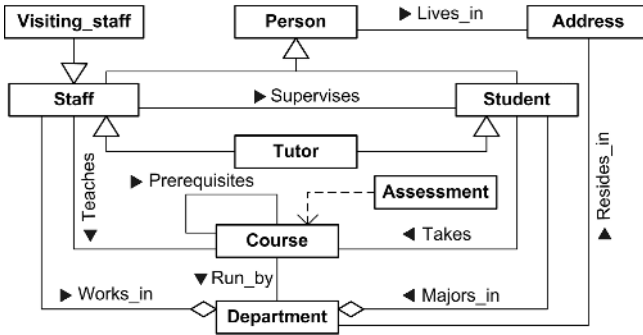 Visiting_staff
Person
▶ Lives_in
Address
Staff
▶ Supervises
Student
Tutor
▶ Prerequisites
Assessment
▶ Teaches
Course
◀ Takes
▶ Resides_in
▼ Run_by
▶ Works_in
Department
◀ Majors_in